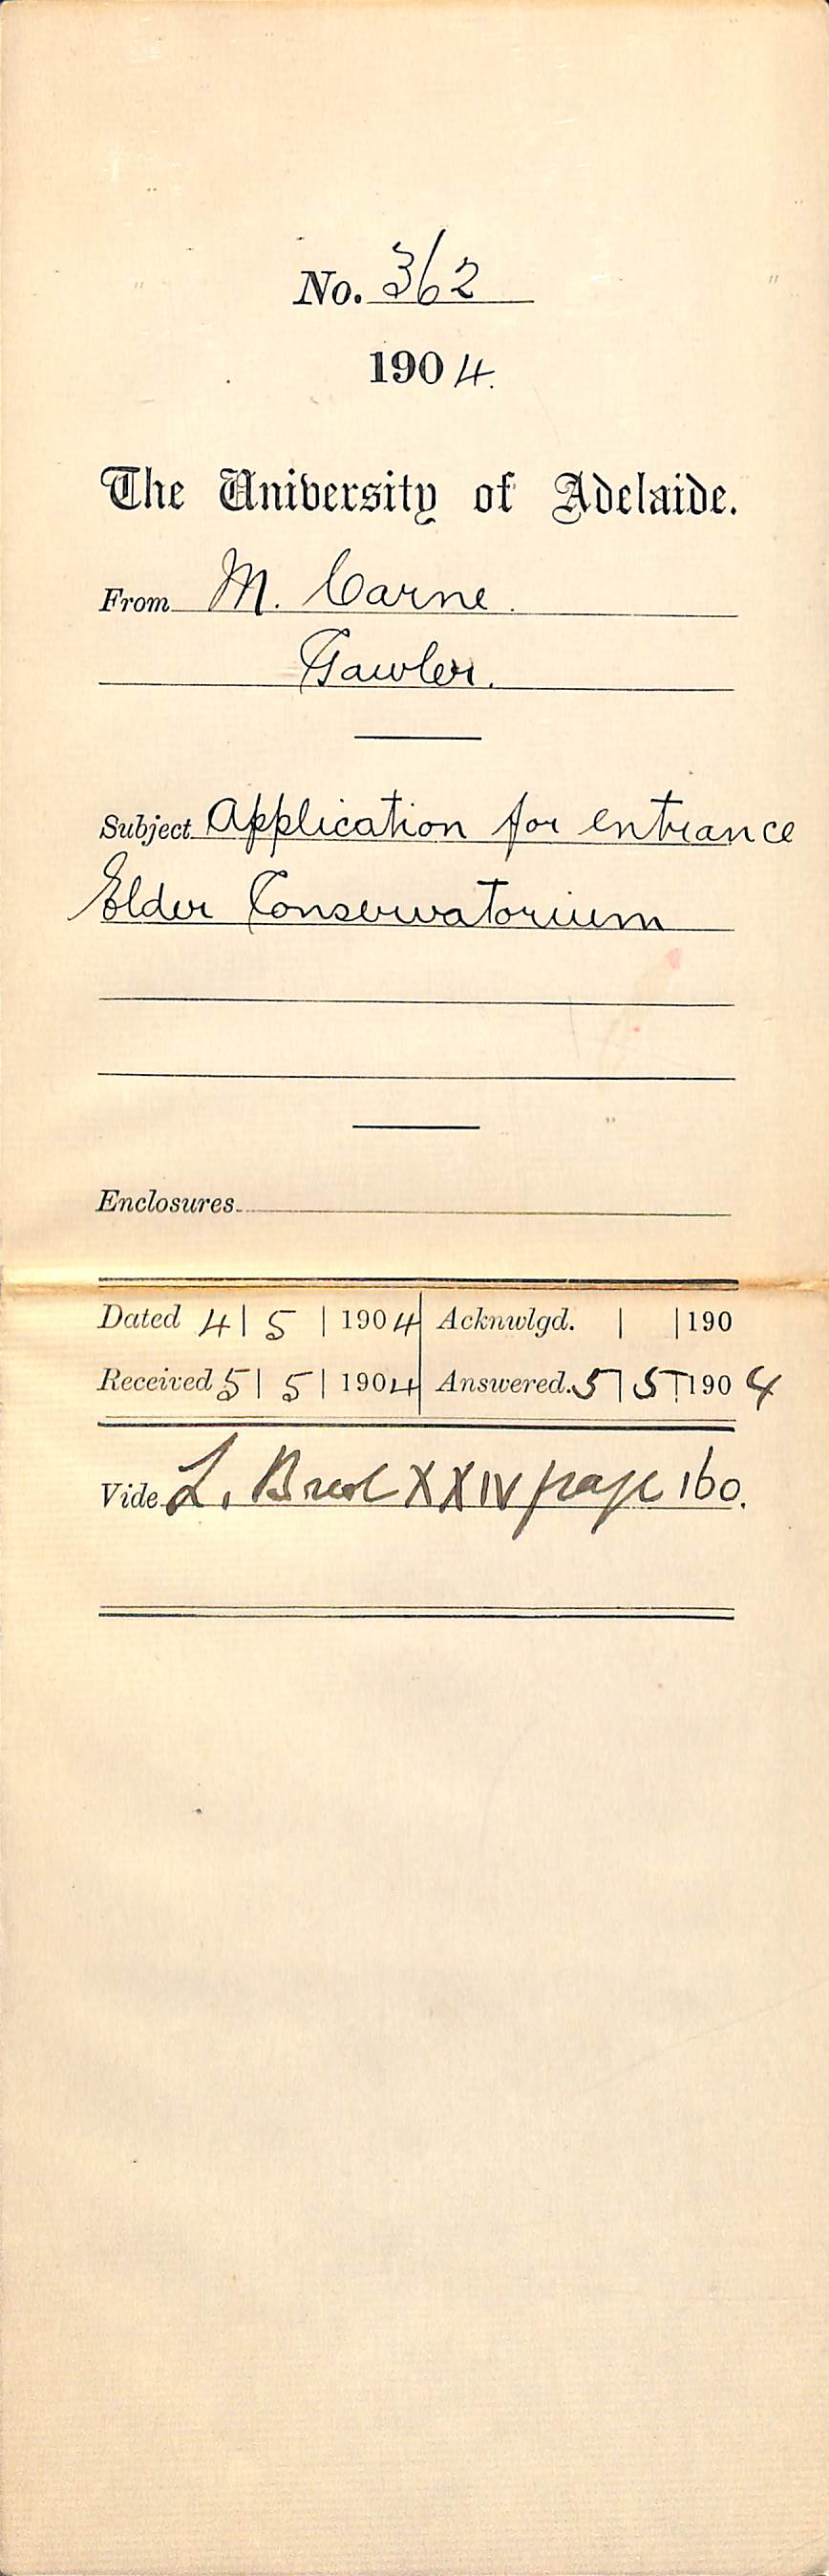 No. 362
1904.
The University of Adelaide.
From M. Carne.
Gawler.
Subject Application for entrance
Elder Conservatorium
Enclosures
Dated 4 | 5 | 1904 Acknwlgd. | | 190
Received 5 | 5 | 1904 Answered. 5 | 5 | 1904
Vide L. Book XXIV page 160.